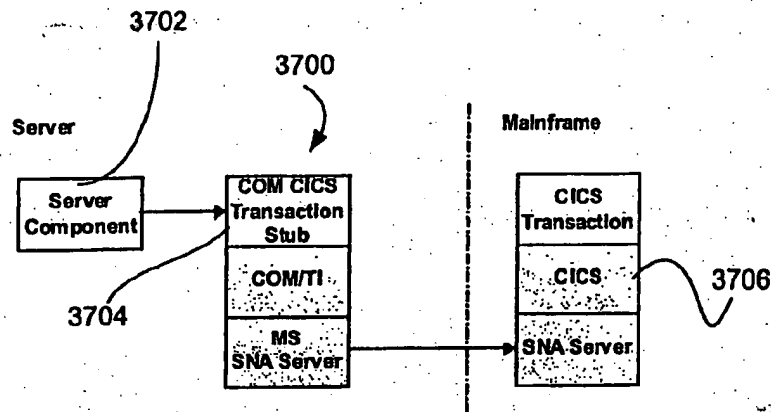 3702
3700
Server
Mainframe
Server
Component
COM CICS
Transaction
Stub
COM/TI
MS
SNA Server
3704
CICS
Transaction
CICS
SNA Server
3706